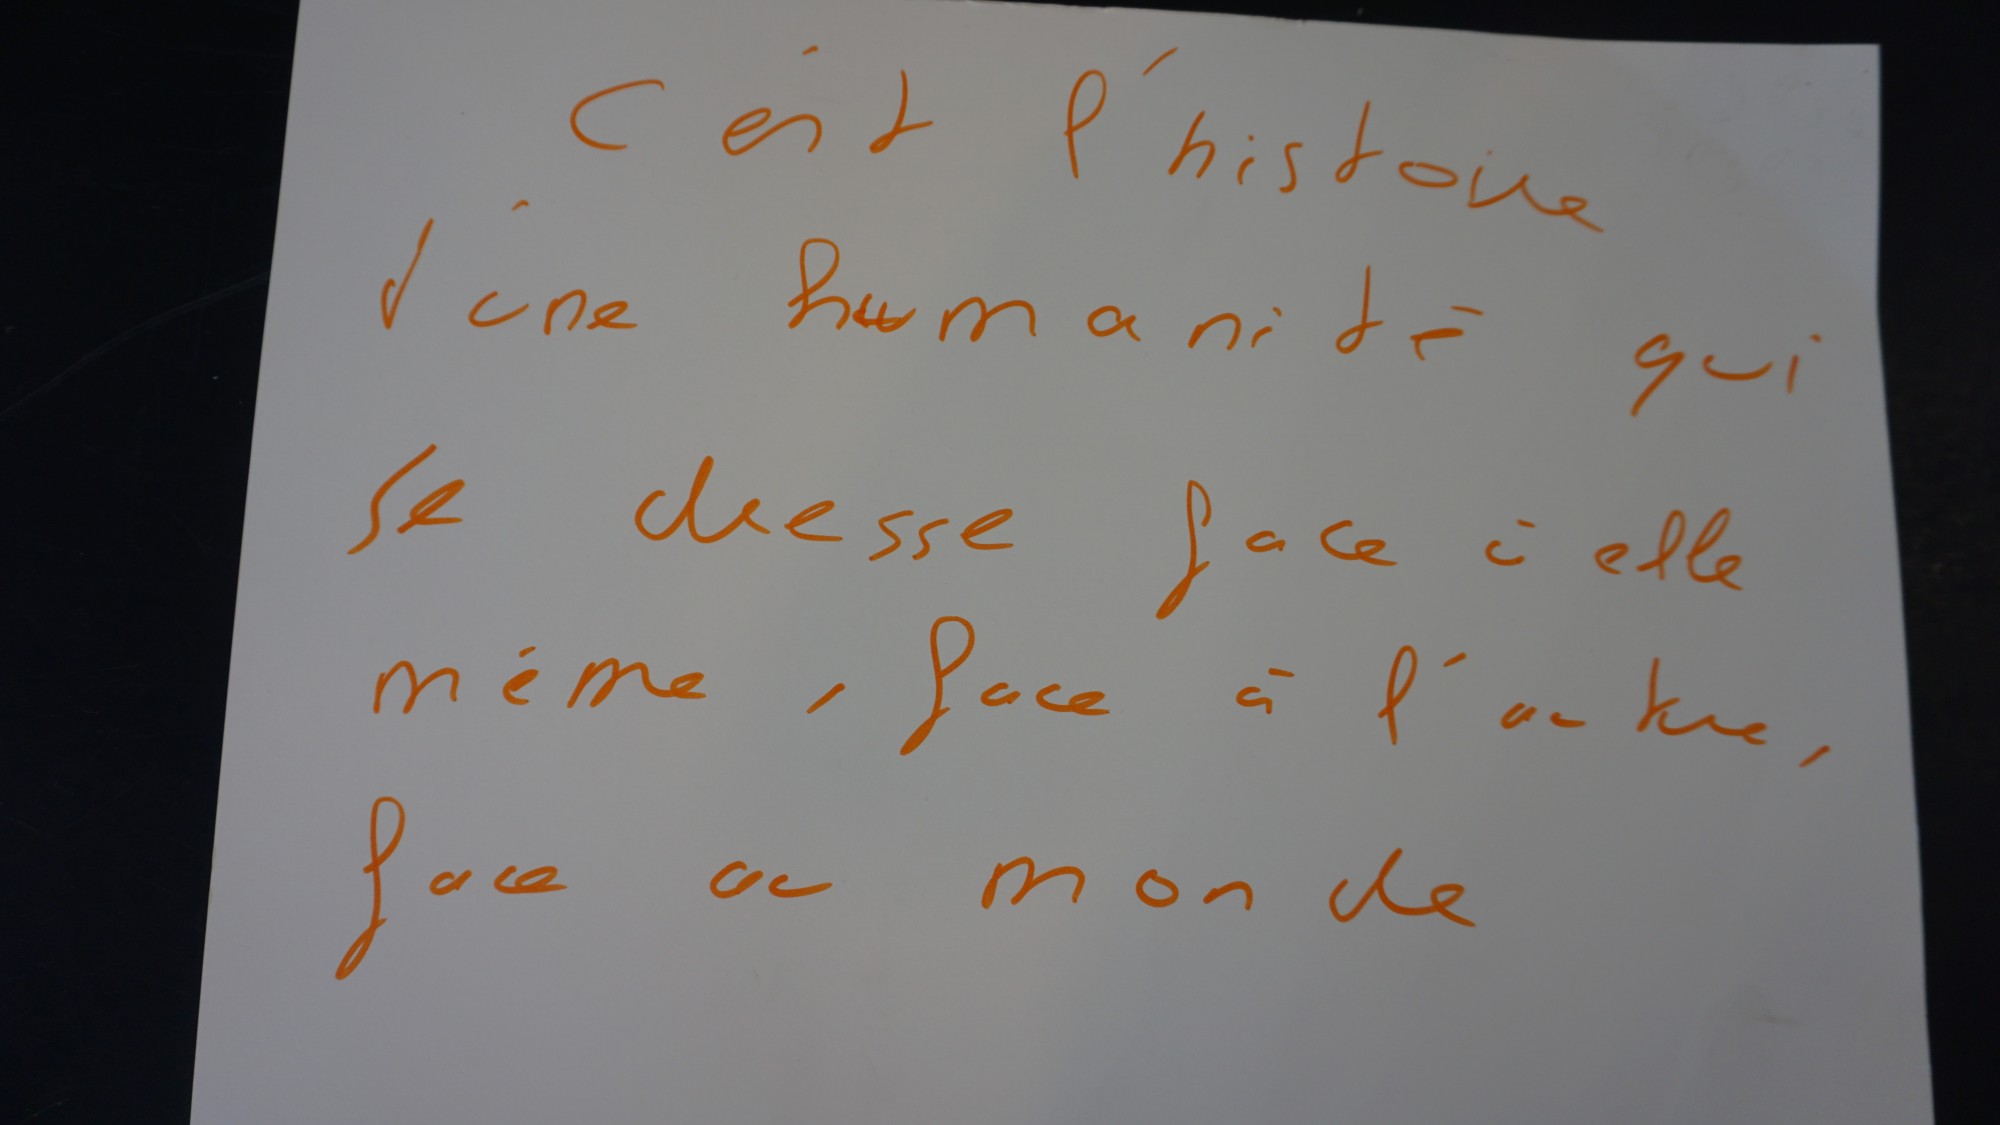 C'est l'histoire
d'une humanité qui
se dresse face à elle
même, face à l'autre,
face au monde